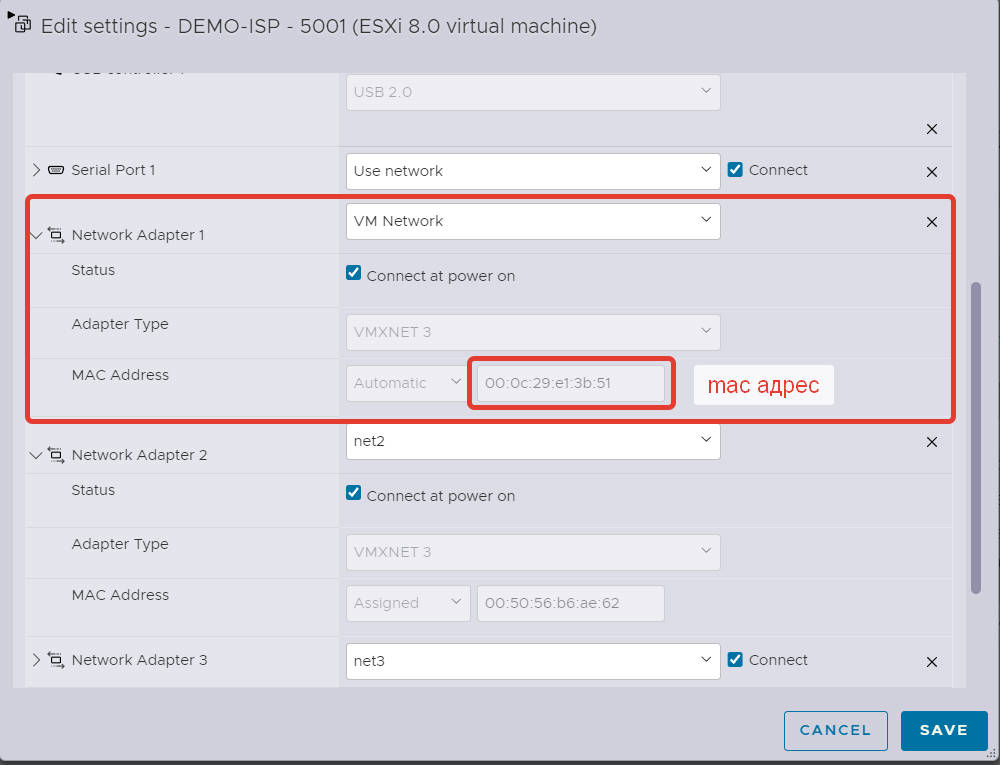 Edit settings - DEMO-ISP - 5001 (ESXi 8.0 virtual machine)
USB 2.0
Serial Port 1 Use network Connect
Network Adapter 1 VM Network
Status Connect at power on
Adapter Type VMXNET 3
MAC Address Automatic 00:0c:29:e1:3b:51 mac адрес
Network Adapter 2 net2
Status Connect at power on
Adapter Type VMXNET 3
MAC Address Assigned 00:50:56:b6:ae:62
Network Adapter 3 net3 Connect
CANCEL SAVE